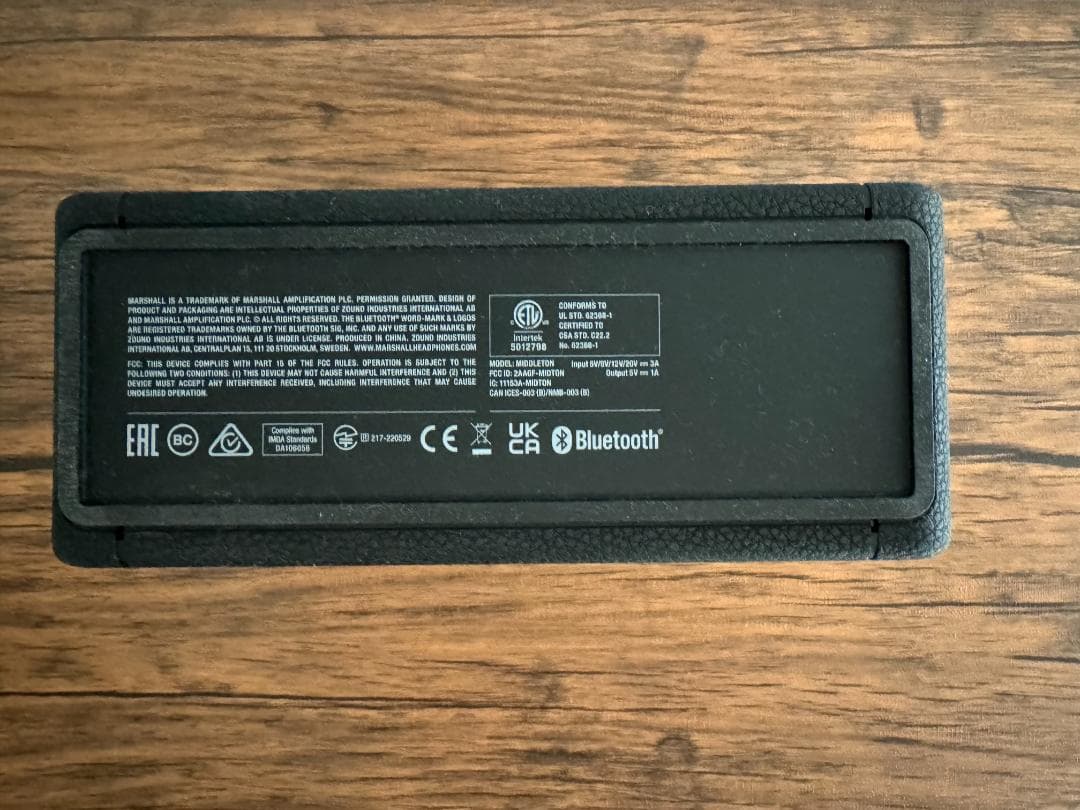 MARSHALL IS A TRADEMARK OF MARSHALL AMPLIFICATION PLC. PERMISSION GRANTED. DESIGN OF
PRODUCT AND PACKAGING ARE INTELLECTUAL PROPERTIES OF ZOUND INDUSTRIES INTERNATIONAL AB
AND MARSHALL AMPLIFICATION PLC. © ALL RIGHTS RESERVED. THE BLUETOOTH® WORD-MARK & LOGOS
ARE REGISTERED TRADEMARKS OWNED BY THE BLUETOOTH SIG, INC. AND ANY USE OF SUCH MARKS BY
ZOUND INDUSTRIES INTERNATIONAL AB IS UNDER LICENSE. PRODUCED IN CHINA. ZOUND INDUSTRIES
INTERNATIONAL AB, CENTRALPLAN 15, 111 20 STOCKHOLM, SWEDEN. WWW.MARSHALLHEADPHONES.COM
FCC: THIS DEVICE COMPLIES WITH PART 15 OF THE FCC RULES. OPERATION IS SUBJECT TO THE
FOLLOWING TWO CONDITIONS: (1) THIS DEVICE MAY NOT CAUSE HARMFUL INTERFERENCE AND (2) THIS
DEVICE MUST ACCEPT ANY INTERFERENCE RECEIVED, INCLUDING INTERFERENCE THAT MAY CAUSE
UNDESIRED OPERATION.
ETL
C US
Intertek
5012798
CONFORMS TO
UL STD. 62368-1
CERTIFIED TO
CSA STD. C22.2
No. 62368-1
MODEL: MIDDLETON Input 5V/9V/12V/20V ⎓ 3A
FCC ID: 2AAGF-MIDTON Output 5V ⎓ 1A
IC: 11153A-MIDTON
CAN ICES-003 (B)/NMB-003 (B)
EAC
BC
Complies with
IMDA Standards
DA106056
R 217-220529
CE
UK
CA
Bluetooth®